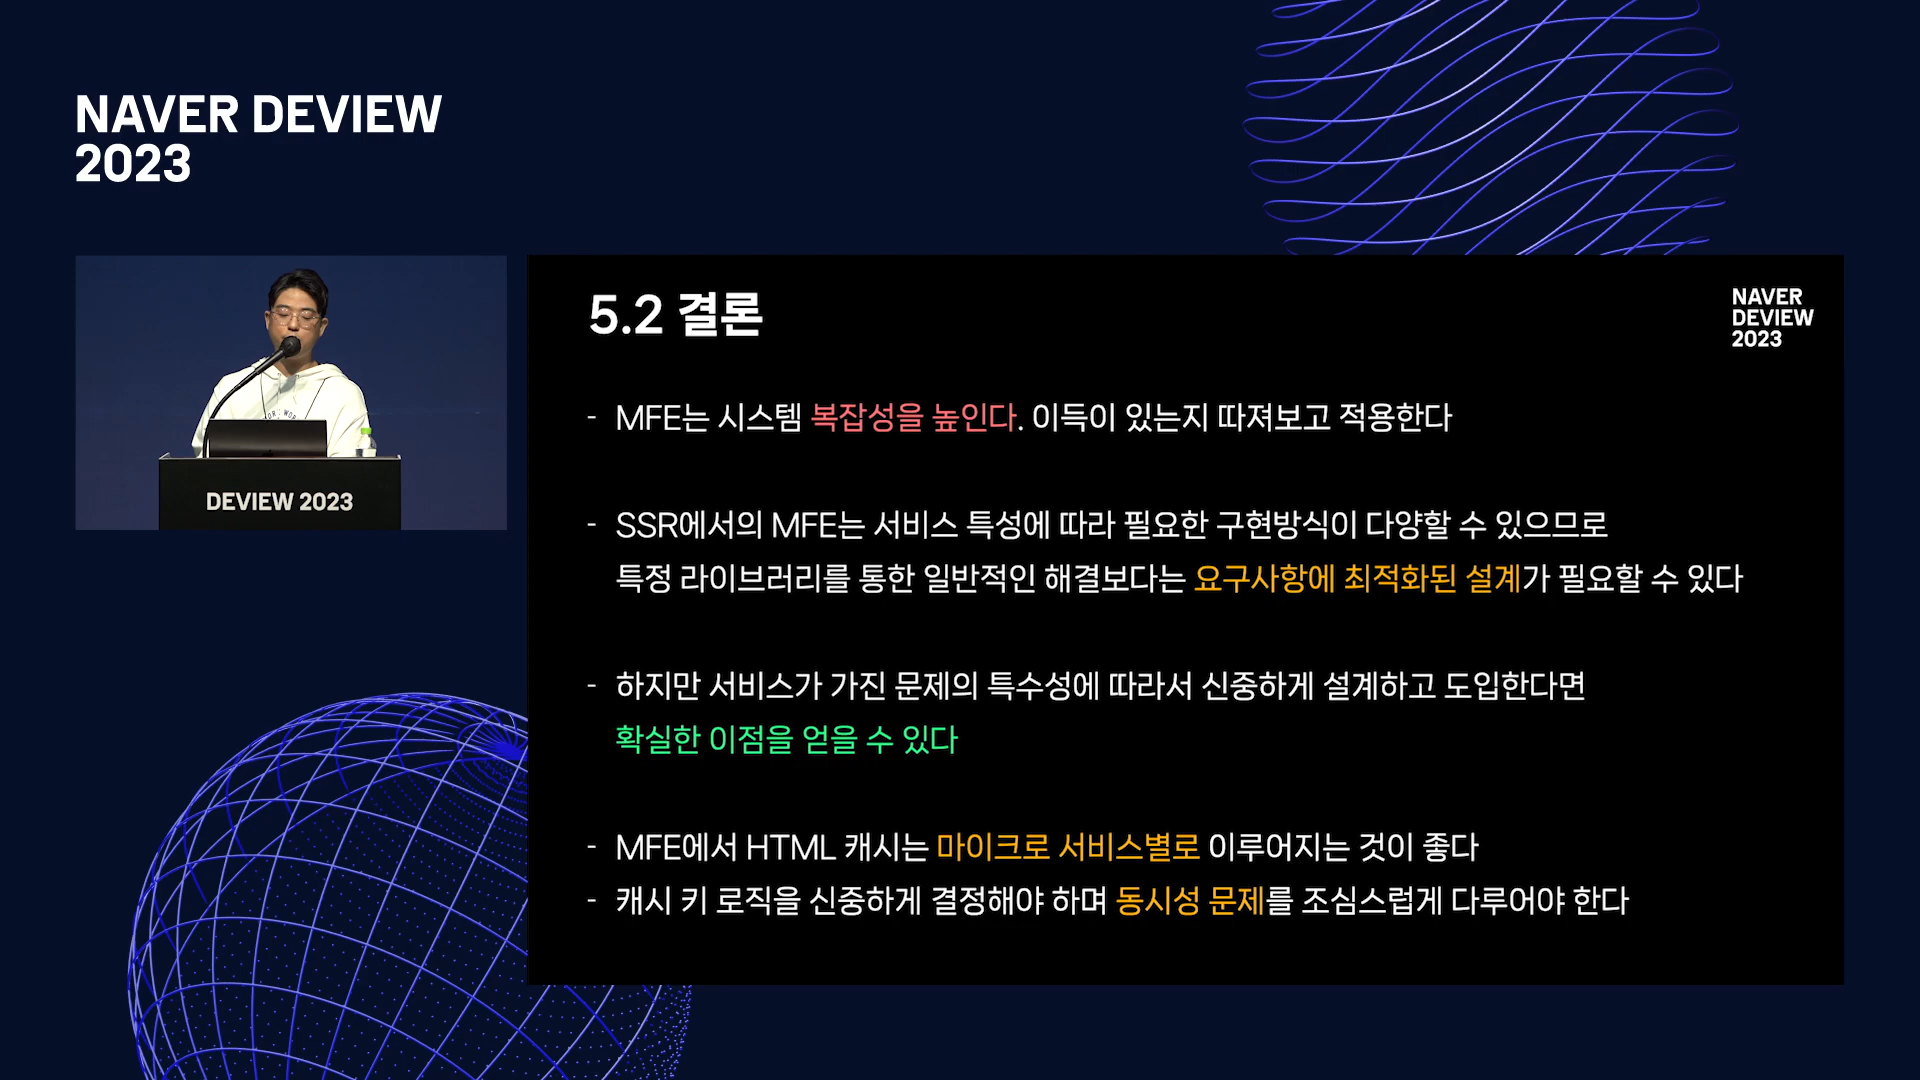 NAVER DEVIEW
2023
DEVIEW 2023
5.2 결론
NAVER
DEVIEW
2023
- MFE는 시스템 복잡성을 높인다. 이득이 있는지 따져보고 적용한다
- SSR에서의 MFE는 서비스 특성에 따라 필요한 구현방식이 다양할 수 있으므로
특정 라이브러리를 통한 일반적인 해결보다는 요구사항에 최적화된 설계가 필요할 수 있다
- 하지만 서비스가 가진 문제의 특수성에 따라서 신중하게 설계하고 도입한다면
확실한 이점을 얻을 수 있다
- MFE에서 HTML 캐시는 마이크로 서비스별로 이루어지는 것이 좋다
- 캐시 키 로직을 신중하게 결정해야 하며 동시성 문제를 조심스럽게 다루어야 한다